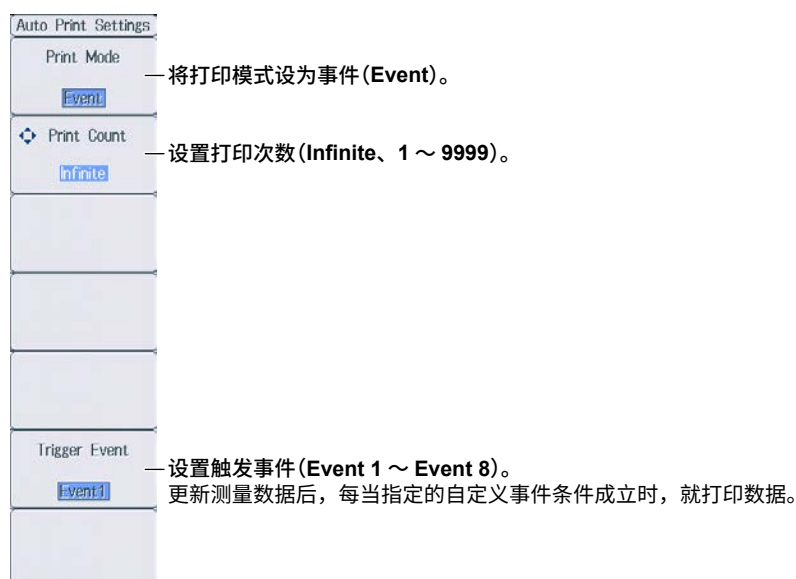 Auto Print Settings
Print Mode
Event
将打印模式设为事件(Event)。
Print Count
Infinite
设置打印次数(Infinite、1 ～ 9999)。
Trigger Event
Event1
设置触发事件(Event 1 ～ Event 8)。
更新测量数据后，每当指定的自定义事件条件成立时，就打印数据。